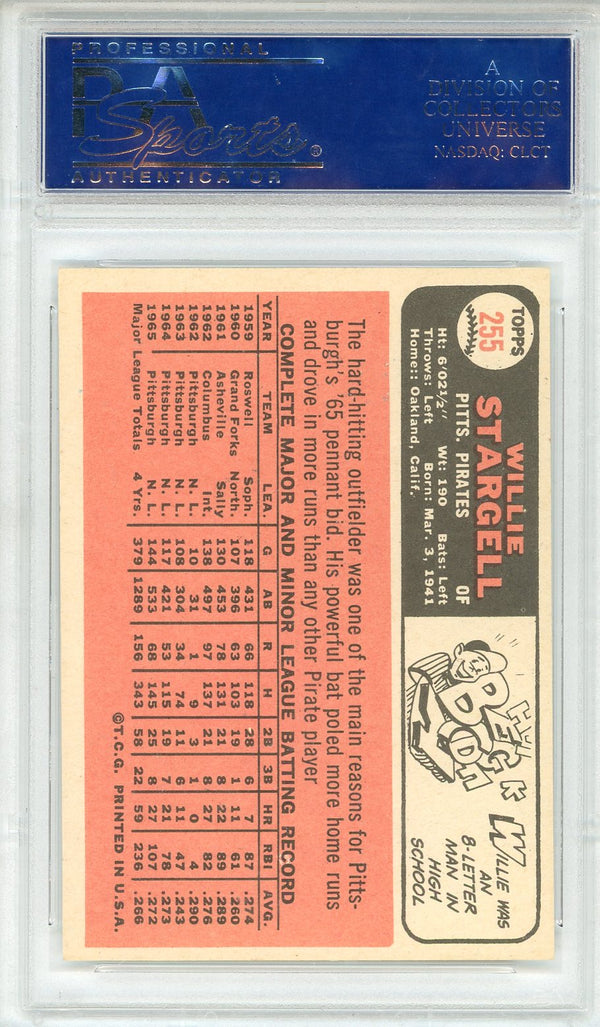 PROFESSIONAL
PSA
Sports®
AUTHENTICATOR
A
DIVISION OF
COLLECTORS
UNIVERSE
NASDAQ: CLCT
TOPPS
255
WILLIE
STARGELL
PITTS. PIRATES OF
Ht: 6'02½" Wt: 190 Bats: Left
Throws: Left Born: Mar. 3, 1941
Home:: Oakland, Calif.
WILLIE WAS
AN
8-LETTER
MAN IN
HIGH
SCHOOL
The hard-hitting outfielder was one of the main reasons for Pitts-
burgh's '65 pennant bid. His powerful bat poled more home runs
and drove in more runs than any other Pirate player
COMPLETE MAJOR AND MINOR LEAGUE BATTING RECORD
YEAR TEAM LEA. G AB R H 2B 3B HR RBI AVG.
1959 Roswell Soph. 118 431 66 118 28 6 7 87 .274
1960 Grand Forks North. 107 396 63 103 19 1 11 61 .260
1961 Asheville Sally 130 453 78 131 21 8 22 89 .289
1962 Columbus Int. 138 497 97 137 21 8 27 82 .276
1962 Pittsburgh N. L. 10 31 1 9 3 1 0 4 .290
1963 Pittsburgh N. L. 108 304 34 74 11 6 11 47 .243
1964 Pittsburgh N. L. 117 421 53 115 19 7 21 78 .273
1965 Pittsburgh N. L. 144 533 68 145 25 8 27 107 .272
Major League Totals 4 Yrs. 379 1289 156 343 58 22 59 236 .266
©T.C.G. PRINTED IN U.S.A.